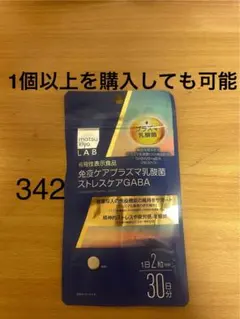 1個以上を購入しても可能
プラズマ
乳酸菌
matsu
kiyo
LAB
機能性表示食品
免疫ケアプラズマ乳酸菌
ストレスケアGABA
342
1日2粒
30日分